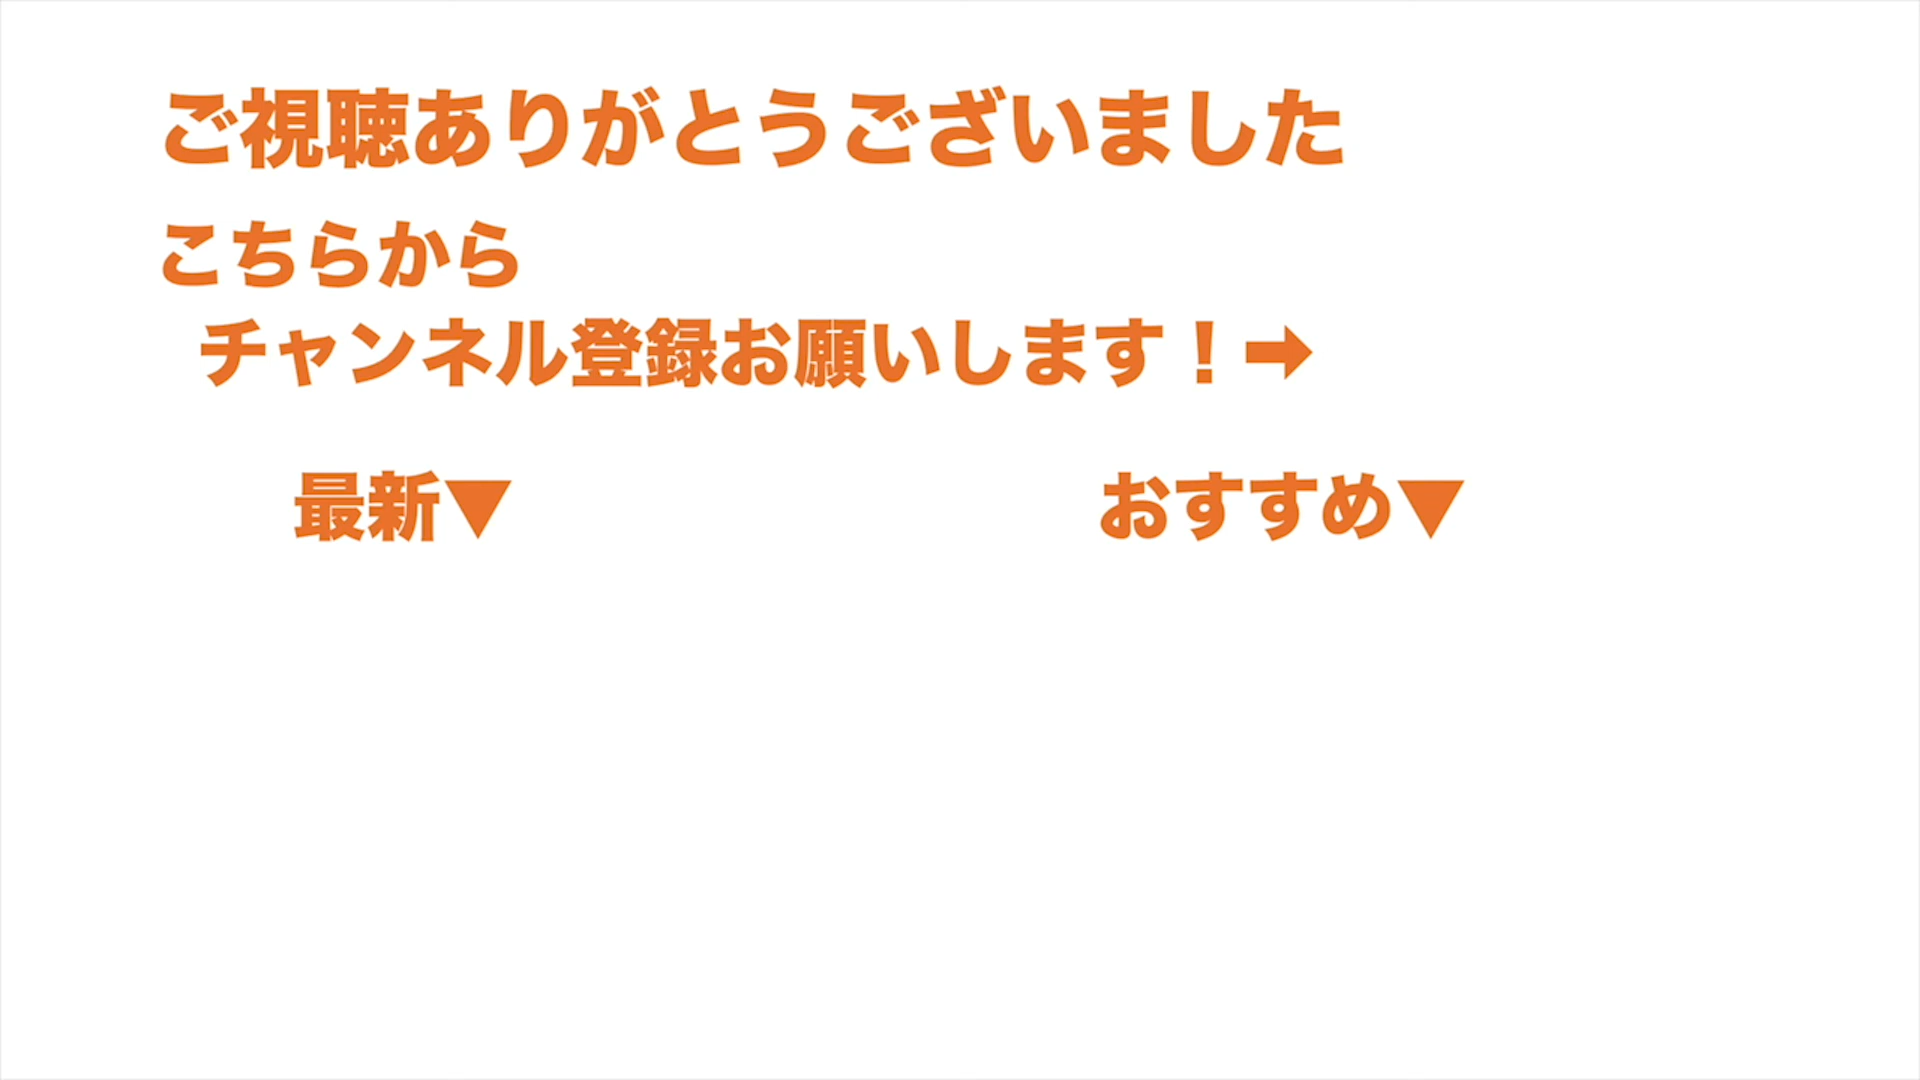 ご視聴ありがとうございました
こちらから
チャンネル登録お願いします！➡
最新▼
おすすめ▼